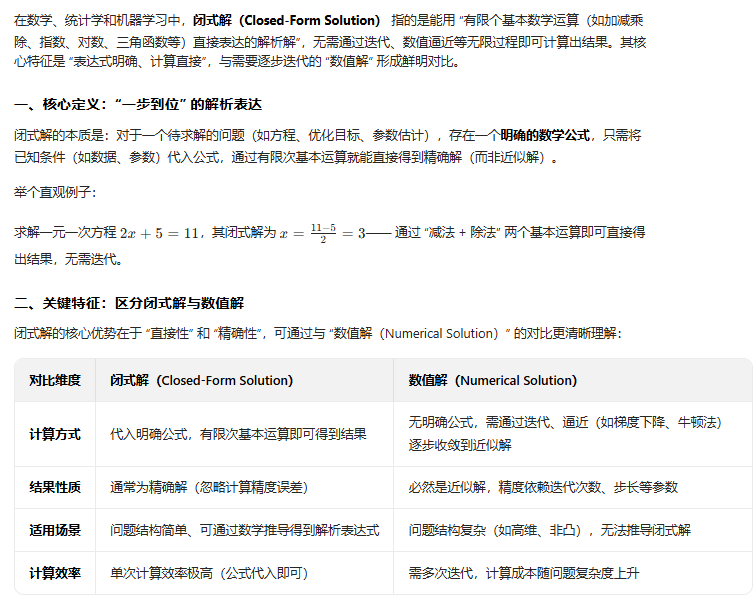 在数学、统计学和机器学习中，闭式解（Closed-Form Solution） 指的是能用 “有限个基本数学运算（如加减乘
除、指数、对数、三角函数等）直接表达的解析解”，无需通过迭代、数值逼近等无限过程即可计算出结果。其核
心特征是 “表达式明确、计算直接”，与需要逐步迭代的 “数值解” 形成鲜明对比。
一、核心定义：“一步到位” 的解析表达
闭式解的本质是：对于一个待求解的问题（如方程、优化目标、参数估计），存在一个明确的数学公式，只需将
已知条件（如数据、参数）代入公式，通过有限次基本运算就能直接得到精确解（而非近似解）。
举个直观例子：
求解一元一次方程 2x + 5 = 11，其闭式解为 x = \frac{11-5}{2} = 3—— 通过 “减法 + 除法” 两个基本运算即可直接得
出结果，无需迭代。
二、关键特征：区分闭式解与数值解
闭式解的核心优势在于 “直接性” 和 “精确性”，可通过与 “数值解（Numerical Solution）” 的对比更清晰理解：
对比维度 闭式解（Closed-Form Solution） 数值解（Numerical Solution）
计算方式 代入明确公式，有限次基本运算即可得到结果 无明确公式，需通过迭代、逼近（如梯度下降、牛顿法）
逐步收敛到近似解
结果性质 通常为精确解（忽略计算精度误差） 必然是近似解，精度依赖迭代次数、步长等参数
适用场景 问题结构简单、可通过数学推导得到解析表达式 问题结构复杂（如高维、非凸），无法推导闭式解
计算效率 单次计算效率极高（公式代入即可） 需多次迭代，计算成本随问题复杂度上升